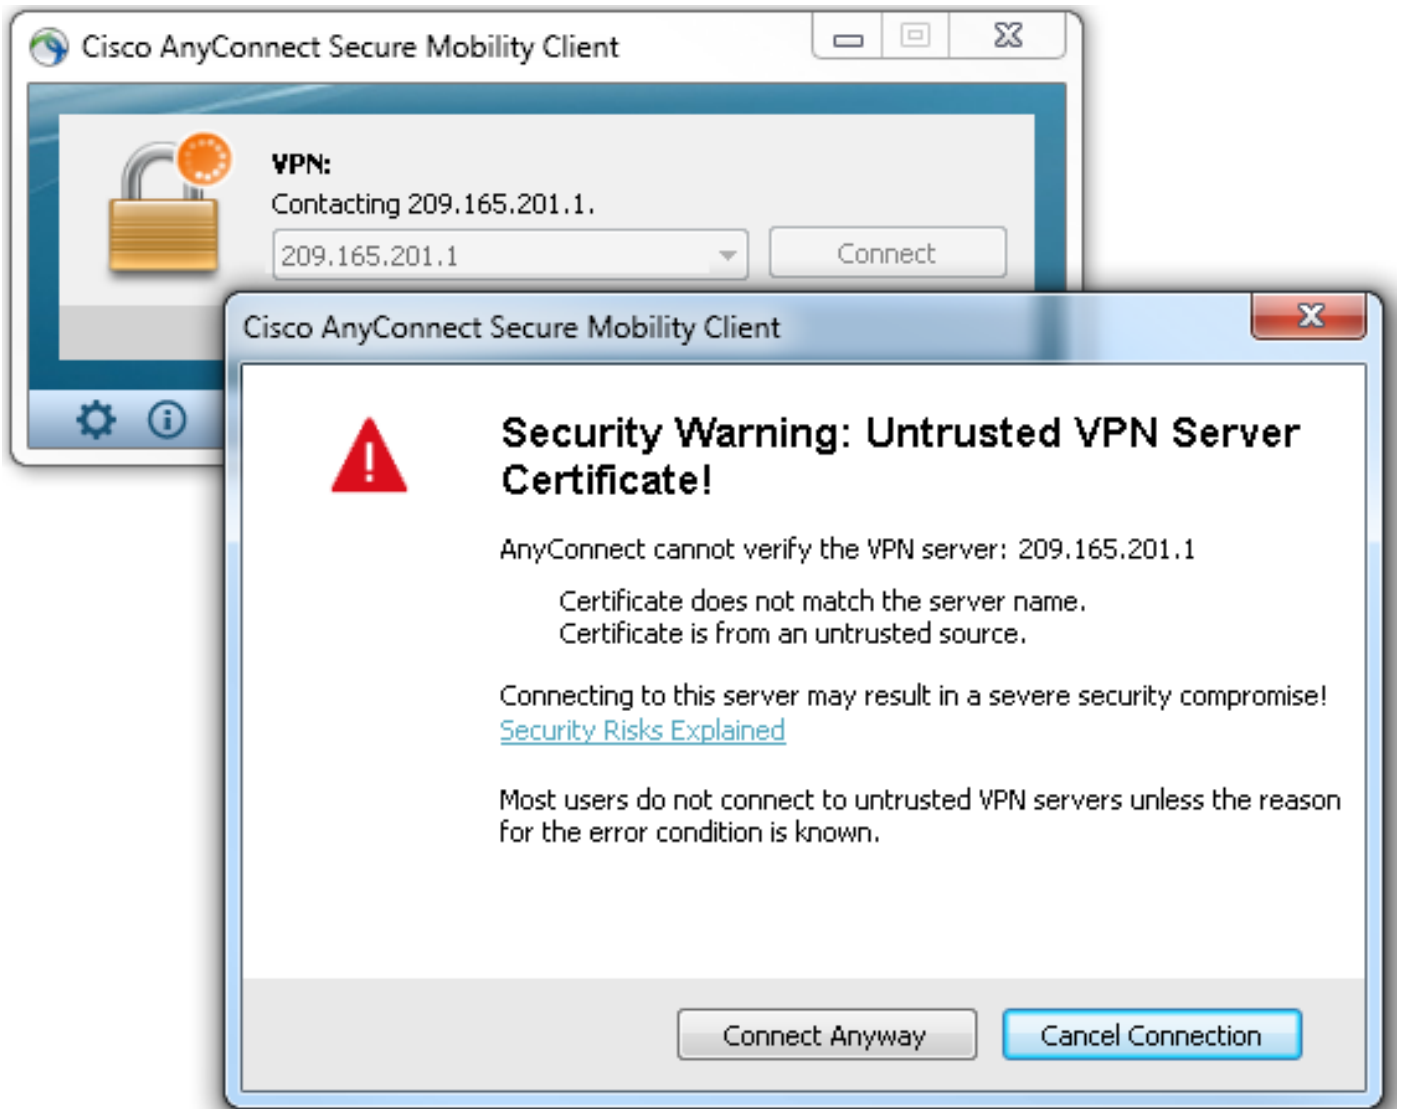 Cisco AnyConnect Secure Mobility Client
VPN:
Contacting 209.165.201.1.
209.165.201.1
Connect
Cisco AnyConnect Secure Mobility Client
Security Warning: Untrusted VPN Server
Certificate!
AnyConnect cannot verify the VPN server: 209.165.201.1
Certificate does not match the server name.
Certificate is from an untrusted source.
Connecting to this server may result in a severe security compromise!
Security Risks Explained
Most users do not connect to untrusted VPN servers unless the reason
for the error condition is known.
Connect Anyway
Cancel Connection